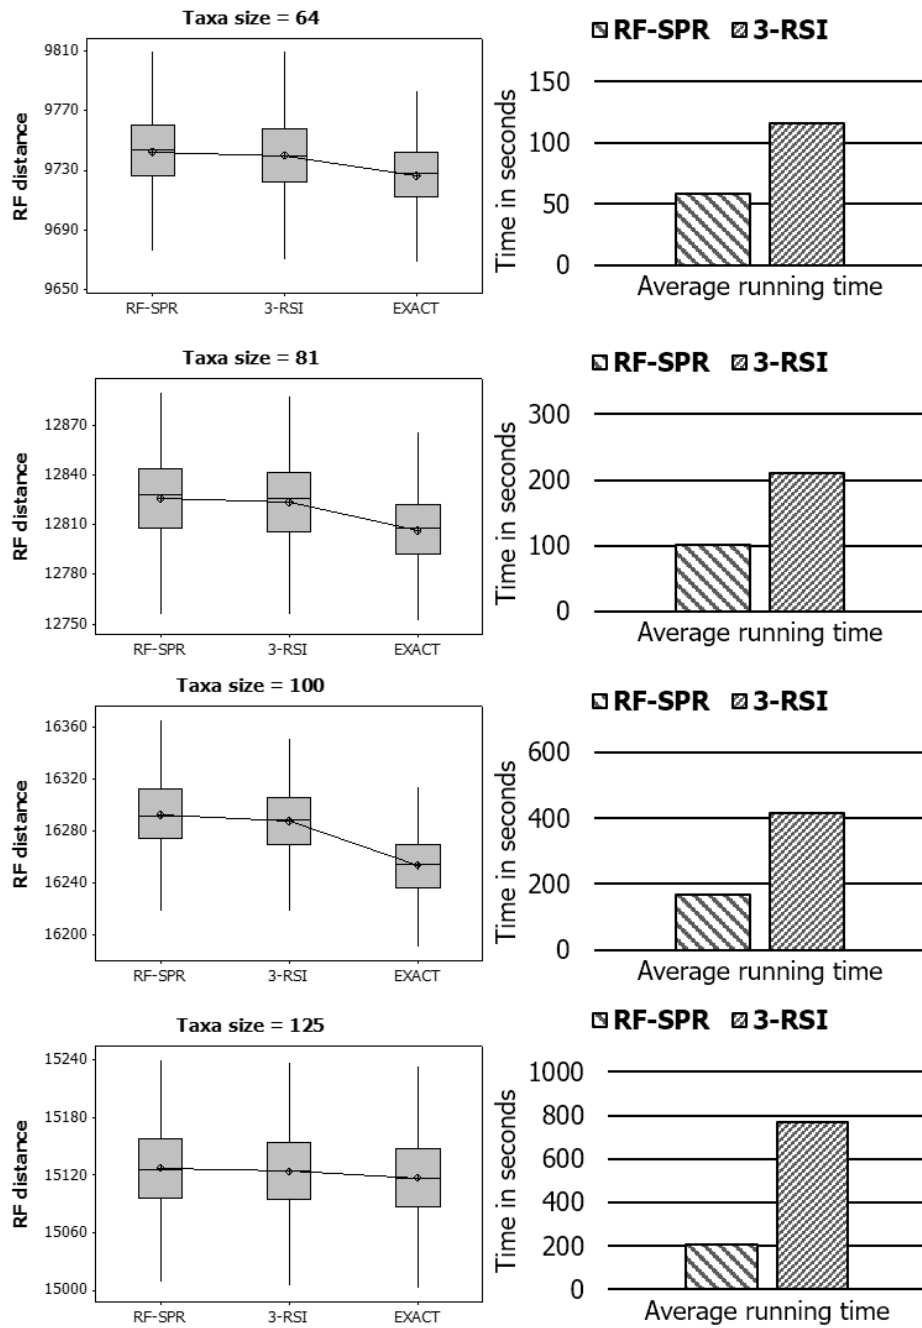 Taxa size = 64
RF distance
9810
9770
9730
9690
9650
RF-SPR 3-RSI EXACT
RF-SPR 3-RSI
Time in seconds
150
100
50
0
Average running time
Taxa size = 81
RF distance
12870
12840
12810
12780
12750
RF-SPR 3-RSI EXACT
RF-SPR 3-RSI
Time in seconds
300
200
100
0
Average running time
Taxa size = 100
RF distance
16360
16320
16280
16240
16200
RF-SPR 3-RSI EXACT
RF-SPR 3-RSI
Time in seconds
600
400
200
0
Average running time
Taxa size = 125
RF distance
15240
15180
15120
15060
15000
RF-SPR 3-RSI EXACT
RF-SPR 3-RSI
Time in seconds
1000
800
600
400
200
0
Average running time